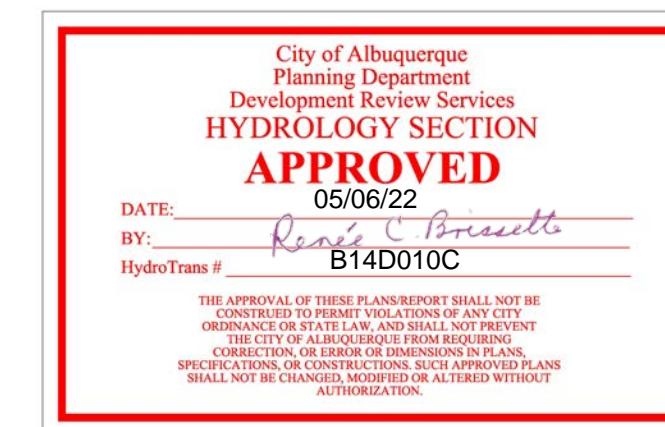 City of Albuquerque
Planning Department
Development Review Services
HYDROLOGY SECTION
APPROVED
DATE: 05/06/22
BY: Renée C. Brissette
HydroTrans # B14D010C
THE APPROVAL OF THESE PLANS/REPORT SHALL NOT BE
CONSTRUED TO PERMIT VIOLATIONS OF ANY CITY
ORDINANCE OR STATE LAW, AND SHALL NOT PREVENT
THE CITY OF ALBUQUERQUE FROM REQUIRING
CORRECTION, OR ERROR OR DIMENSIONS IN PLANS,
SPECIFICATIONS, OR CONSTRUCTIONS. SUCH APPROVED PLANS
SHALL NOT BE CHANGED, MODIFIED OR ALTERED WITHOUT
AUTHORIZATION.